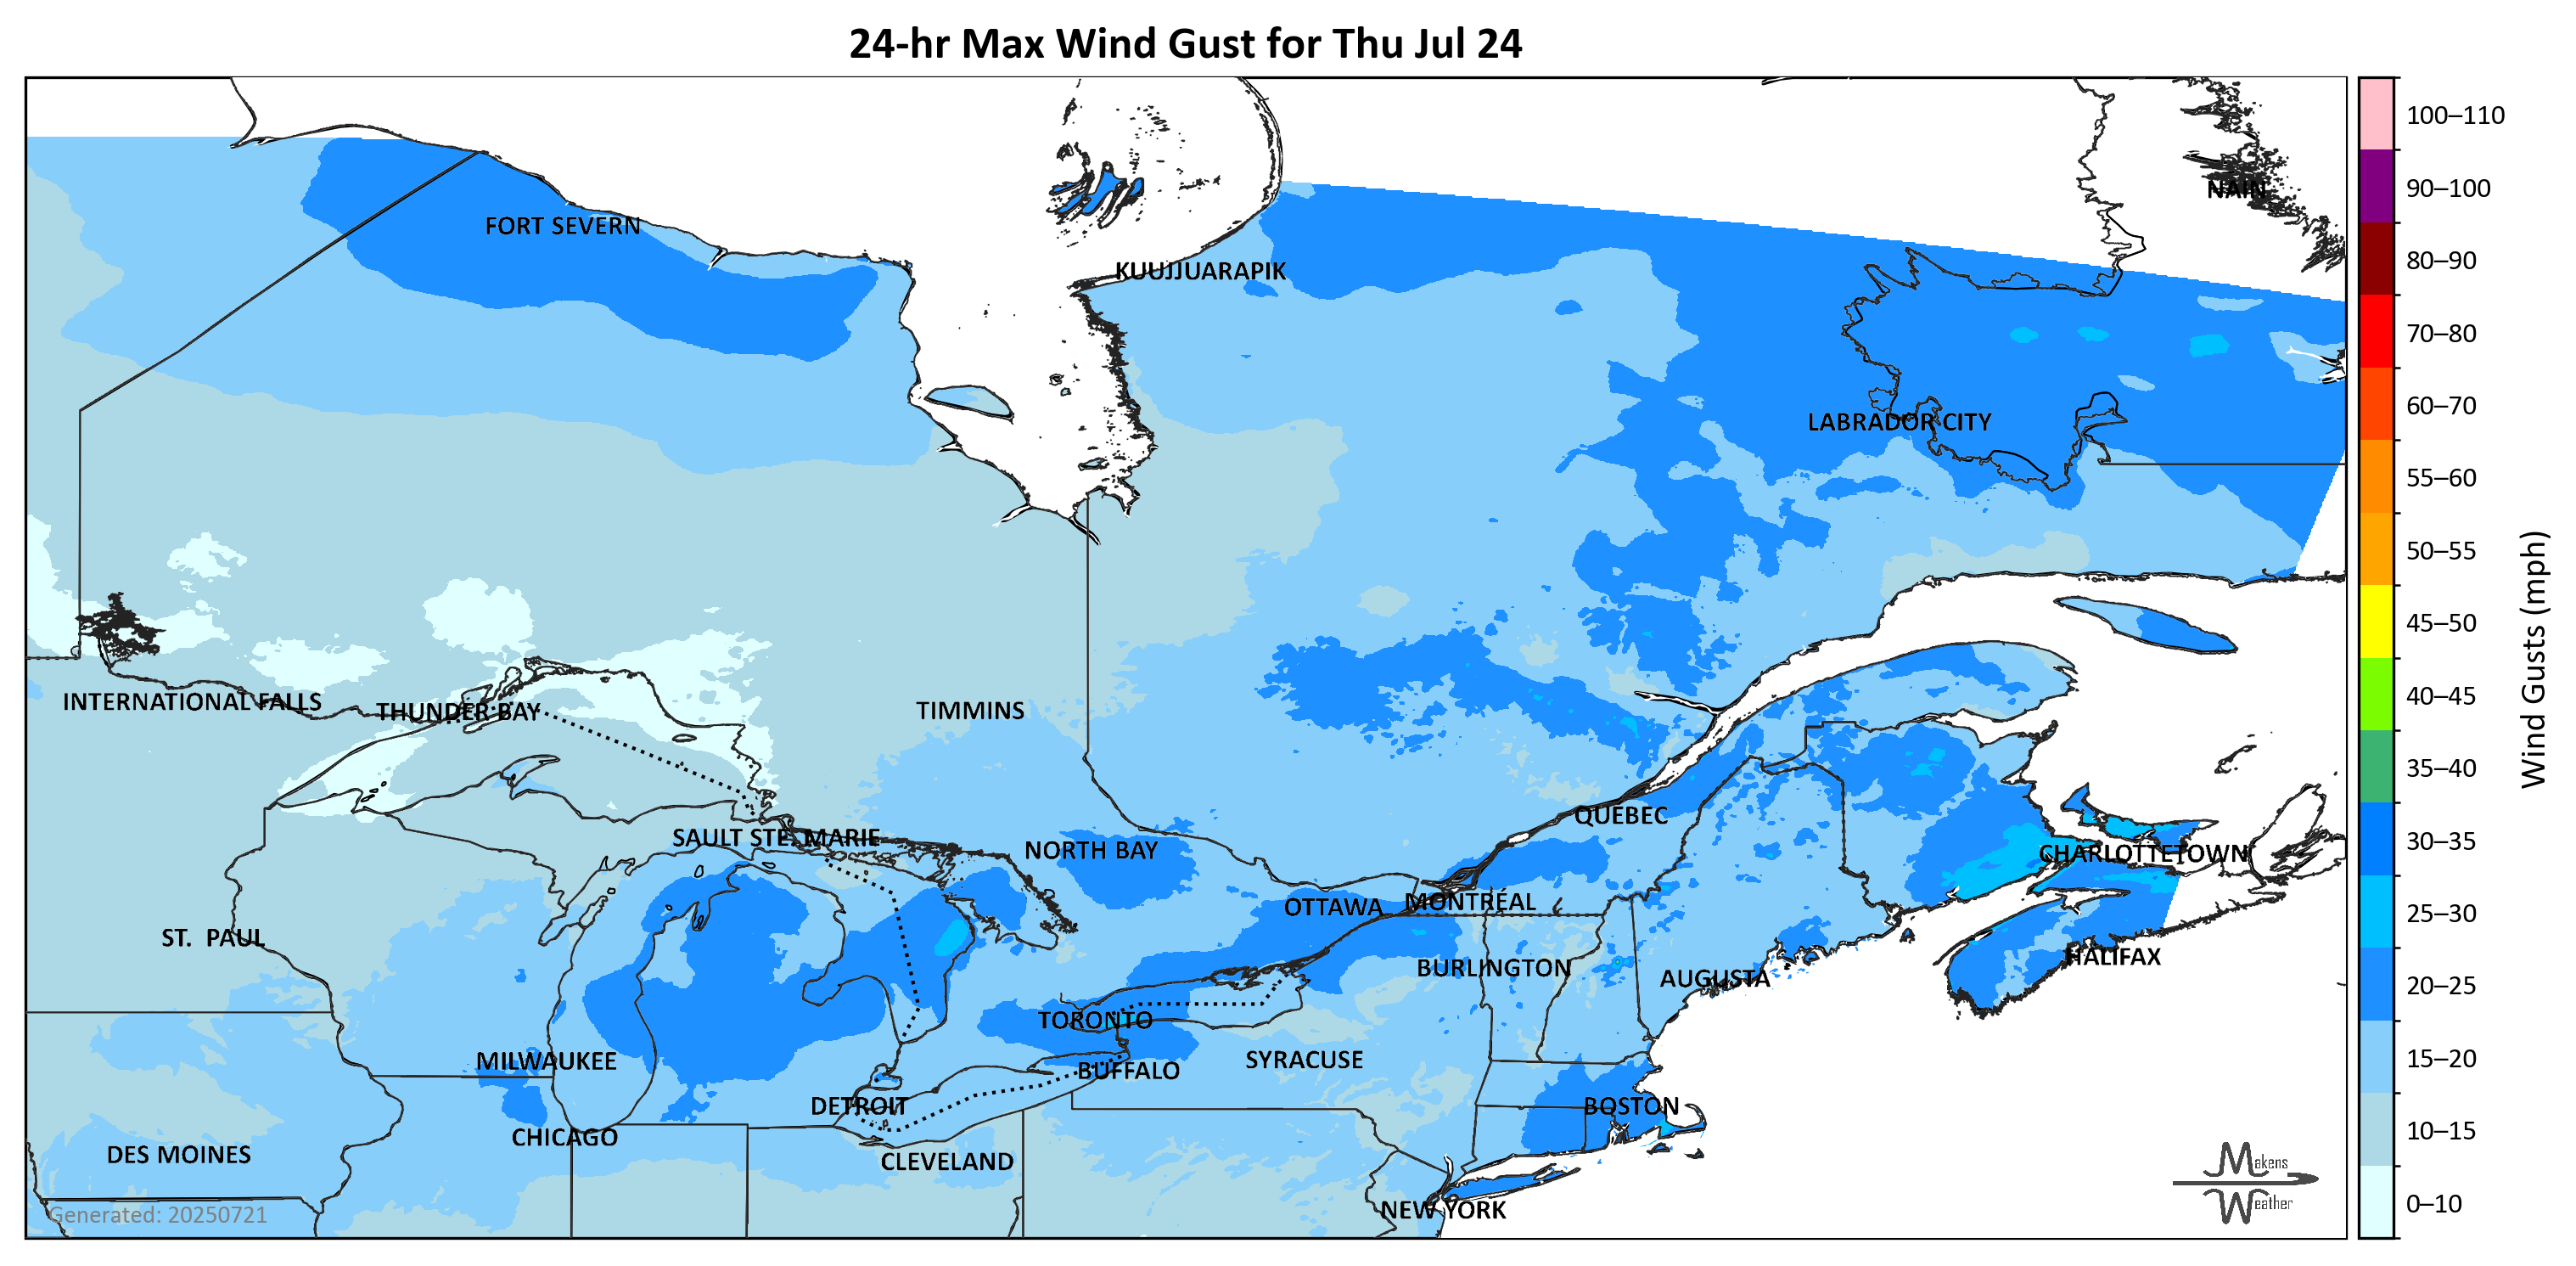 24-hr Max Wind Gust for Thu Jul 24
100–110
NAIN
90–100
FORT SEVERN
80–90
KUUJJUARAPIK
70–80
60–70
LABRADOR CITY
55–60
50–55
45–50
INTERNATIONAL FALLS
THUNDER BAY
TIMMINS
40–45
35–40
Wind Gusts (mph)
QUEBEC
SAULT STE. MARIE
NORTH BAY
CHARLOTTETOWN
30–35
OTTAWA
MONTRÉAL
25–30
ST. PAUL
BURLINGTON
AUGUSTA
HALIFAX
20–25
TORONTO
MILWAUKEE
BUFFALO
SYRACUSE
15–20
DETROIT
BOSTON
CHICAGO
10–15
DES MOINES
CLEVELAND
Makens
Weather
NEW YORK
0–10
Generated: 20250721